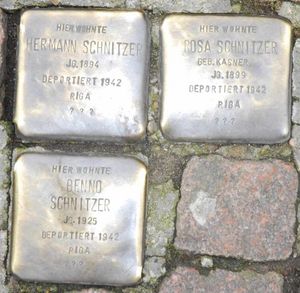 HIER WOHNTE
HERMANN SCHNITZER
JG. 1894
DEPORTIERT 1942
RIGA
? ? ?
HIER WOHNTE
ROSA SCHNITZER
GEB. KASNER
JG. 1899
DEPORTIERT 1942
RIGA
? ? ?
HIER WOHNTE
BENNO
SCHNITZER
JG. 1925
DEPORTIERT 1942
RIGA
? ? ?